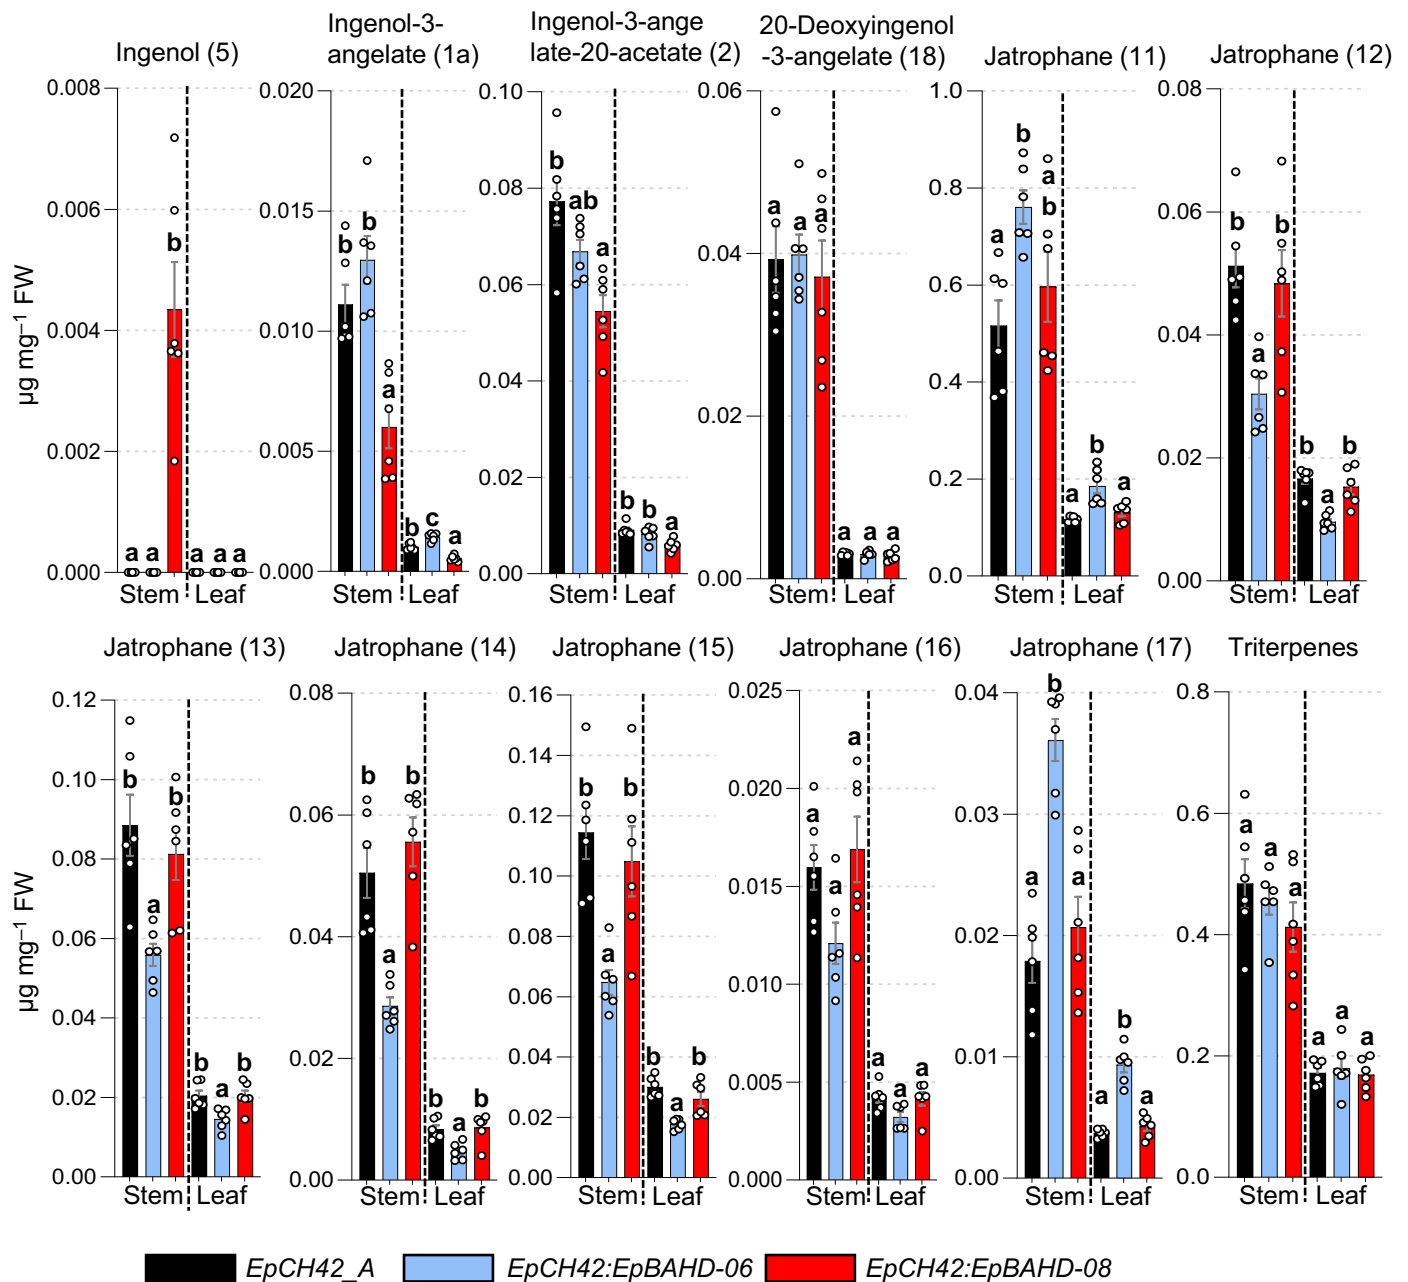 Ingenol (5)
Ingenol-3-
angelate (1a)
Ingenol-3-ange
late-20-acetate (2)
20-Deoxyingenol
-3-angelate (18)
Jatrophane (11)
Jatrophane (12)
µg mg⁻¹ FW
0.008
0.006
0.004
0.002
0.000
a a b a a a
Stem Leaf
0.020
0.015
0.010
0.005
0.000
b b a b c a
Stem Leaf
0.10
0.08
0.06
0.04
0.02
0.00
b ab a b b a
Stem Leaf
0.06
0.04
0.02
0.00
a a a a a a
Stem Leaf
1.0
0.8
0.6
0.4
0.2
0.0
a b a
b a b a
Stem Leaf
0.08
0.06
0.04
0.02
0.00
b a b b a b
Stem Leaf
Jatrophane (13)
Jatrophane (14)
Jatrophane (15)
Jatrophane (16)
Jatrophane (17)
Triterpenes
µg mg⁻¹ FW
0.12
0.10
0.08
0.06
0.04
0.02
0.00
b a b b a b
Stem Leaf
0.08
0.06
0.04
0.02
0.00
b a b b a b
Stem Leaf
0.16
0.14
0.12
0.10
0.08
0.06
0.04
0.02
0.00
b a b b a b
Stem Leaf
0.025
0.020
0.015
0.010
0.005
0.000
a a a a a a
Stem Leaf
0.04
0.03
0.02
0.01
0.00
a b a a b a
Stem Leaf
0.8
0.6
0.4
0.2
0.0
a a a a a a
Stem Leaf
EpCH42_A
EpCH42:EpBAHD-06
EpCH42:EpBAHD-08